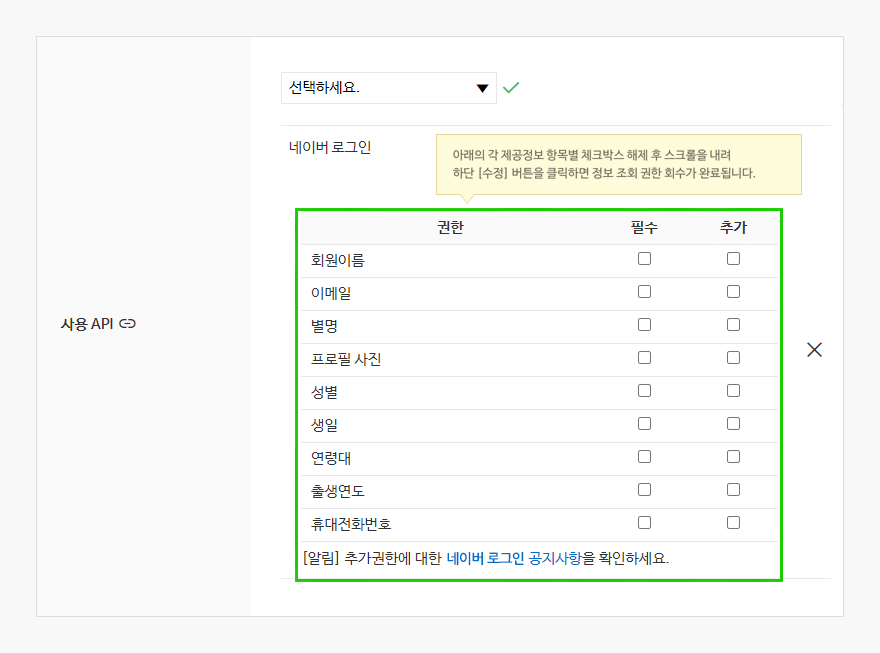 선택하세요.
네이버 로그인
아래의 각 제공정보 항목별 체크박스 해제 후 스크롤을 내려
하단 [수정] 버튼을 클릭하면 정보 조회 권한 회수가 완료됩니다.
권한 필수 추가
회원이름
이메일
별명
사용 API
프로필 사진
성별
생일
연령대
출생연도
휴대전화번호
[알림] 추가권한에 대한 네이버 로그인 공지사항을 확인하세요.